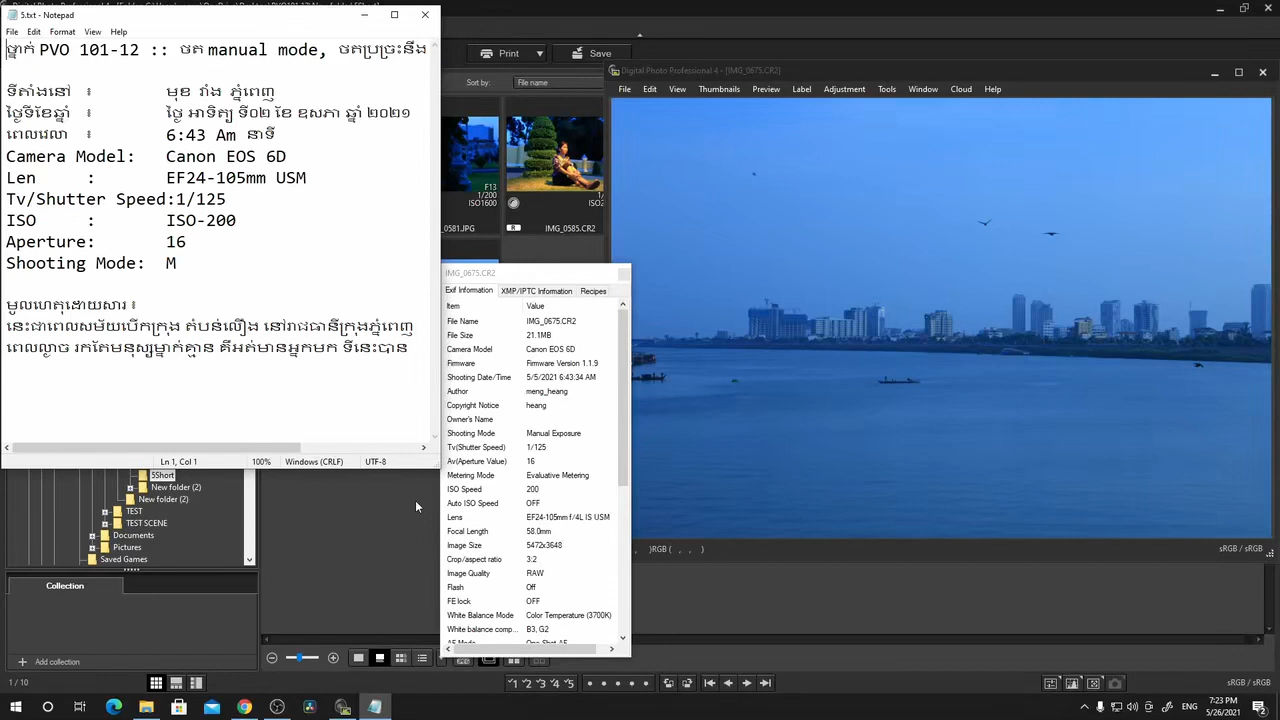 5.txt - Notepad
File Edit Format View Help
ថ្នាក់ PVO 101-12 :: ថត manual mode, ថតប្រច្រះនឹង
ទីតាំងនៅ ៖ មុខ វាំង ភ្នំពេញ
ថ្ងៃទីខែឆ្នាំ ៖ ថ្ងៃ អាទិត្យ ទី០២ ខែ ឧសភា ឆ្នាំ ២០២១
ពេលវេលា ៖ 6:43 Am នាទី
Camera Model: Canon EOS 6D
Len : EF24-105mm USM
Tv/Shutter Speed:1/125
ISO : ISO-200
Aperture: 16
Shooting Mode: M
មូលហេតុដោយសារ ៖
នេះជាពេលសម័យបើកក្រុង តំបន់លឿង នៅរាជធានីក្រុងភ្នំពេញ
ពេលល្ងាច រកតែមនុស្សម្នាក់គ្មាន គឺអត់មានអ្នកមក ទីនេះបាន
Ln 1, Col 1 100% Windows (CRLF) UTF-8
Print Save
Sort by: File name
F13
1/200
ISO1600
_0581.JPG
IMG_0585.CR2
Digital Photo Professional 4 - [IMG_0675.CR2]
File Edit View Thumbnails Preview Label Adjustment Tools Window Cloud Help
IMG_0675.CR2
Exif Information XMP/IPTC Information Recipes
Item Value
File Name IMG_0675.CR2
File Size 21.1MB
Camera Model Canon EOS 6D
Firmware Firmware Version 1.1.9
Shooting Date/Time 5/5/2021 6:43:34 AM
Author meng_heang
Copyright Notice heang
Owner's Name
Shooting Mode Manual Exposure
Tv(Shutter Speed) 1/125
Av(Aperture Value) 16
Metering Mode Evaluative Metering
ISO Speed 200
Auto ISO Speed OFF
Lens EF24-105mm f/4L IS USM
Focal Length 58.0mm
Image Size 5472x3648
Crop/aspect ratio 3:2
Image Quality RAW
Flash Off
FE lock OFF
White Balance Mode Color Temperature (3700K)
White balance comp... B3, G2
, )RGB ( , , )
sRGB / sRGB
5Short
New folder (2)
New folder (2)
TEST
TEST SCENE
Documents
Pictures
Saved Games
Collection
Add collection
1 / 10
1 2 3 4 5
sRGB / sRGB
7:23 PM
5/26/2021